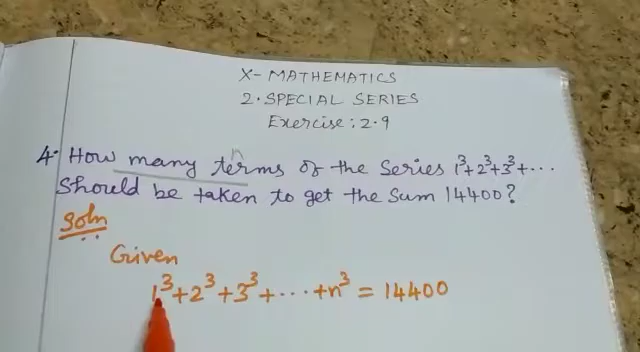 X- MATHEMATICS
2. SPECIAL SERIES
Exercise: 2.9
n
4. How many terms of the Series 1³+2³+3³+...
Should be taken to get the Sum 14400?
Soln
Given
1³+2³+3³+...+n³ = 14400